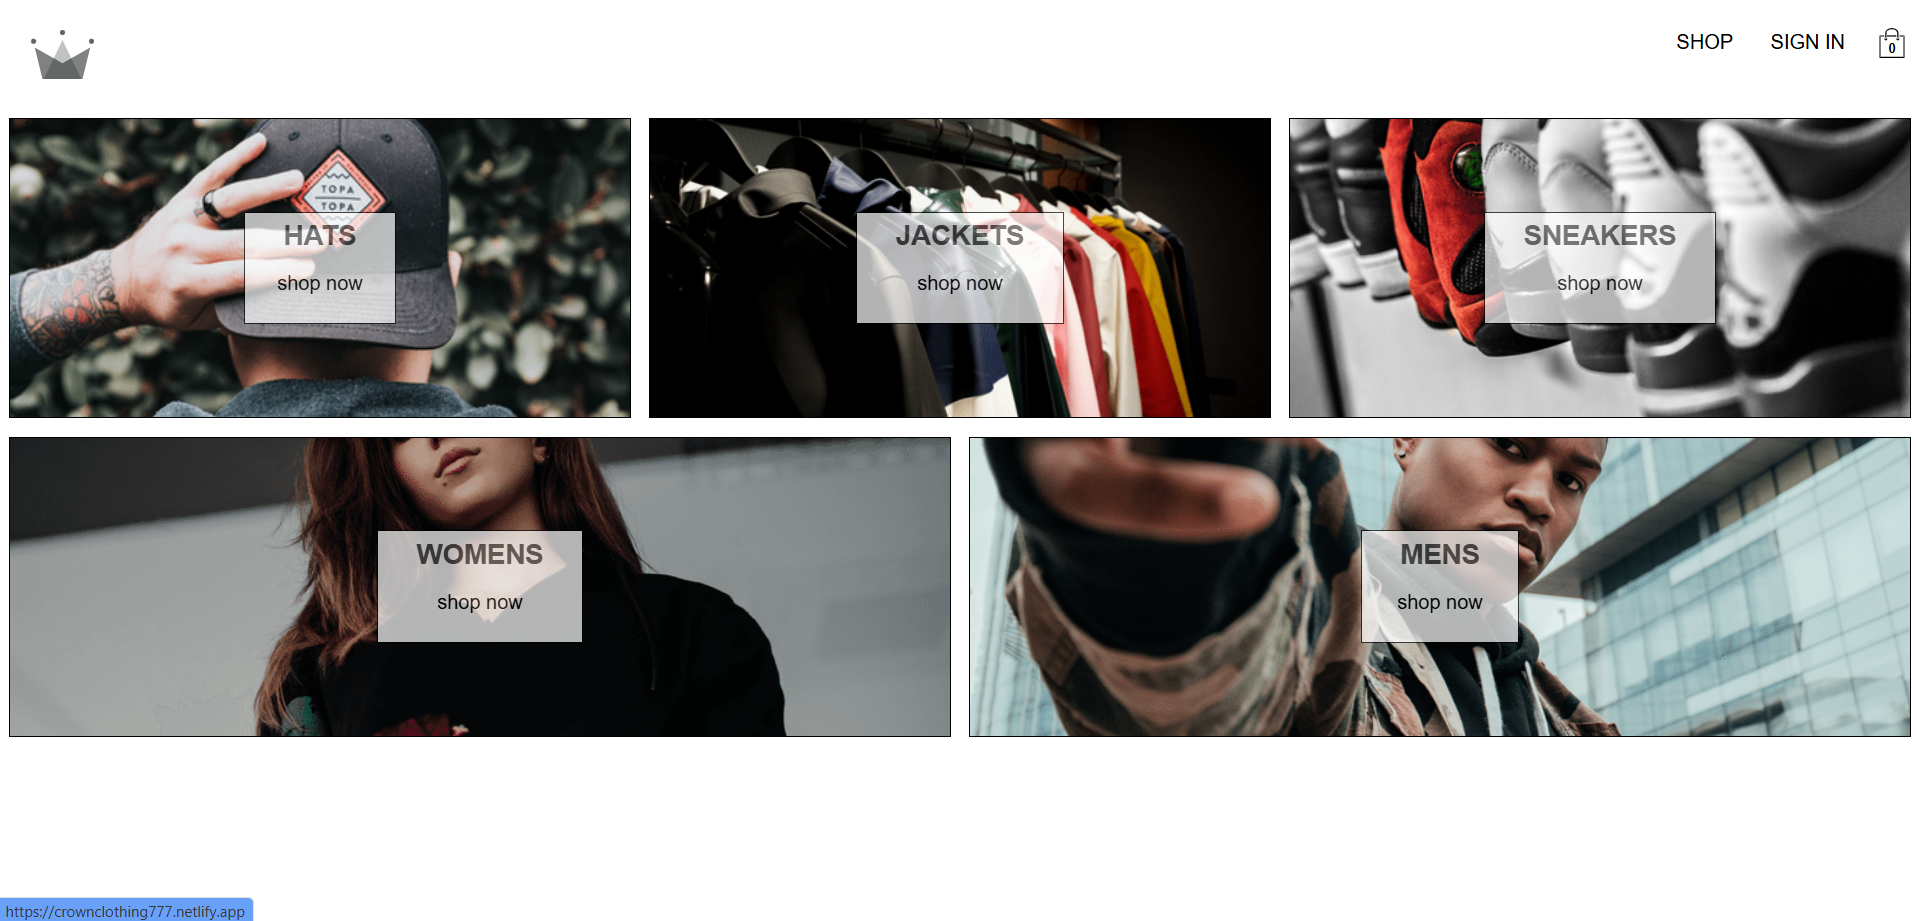 SHOP SIGN IN 0
TOPA
TOPA
HATS
shop now
JACKETS
shop now
SNEAKERS
shop now
WOMENS
shop now
MENS
shop now
https://crownclothing777.netlify.app